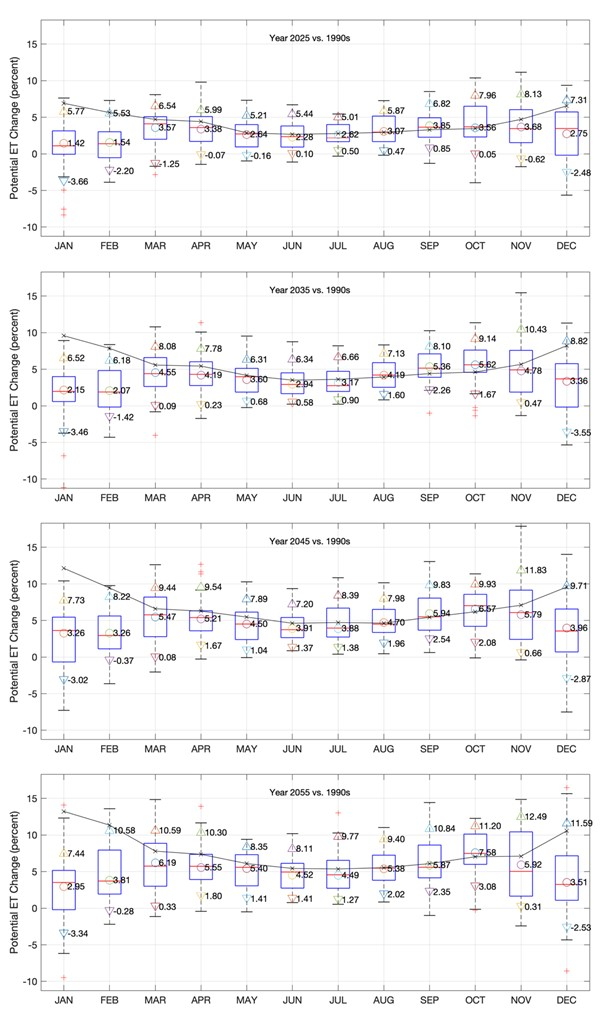 Year 2025 vs. 1990s
Potential ET Change (percent)
15
10
5
0
-5
-10
5.77 5.53 6.54 5.99 5.21 5.44 5.01 5.87 6.82 7.96 8.13 7.31
1.42 1.54 3.57 3.38 2.64 2.28 2.62 3.07 3.85 3.56 3.68 2.75
-3.66 -2.20 -1.25 -0.07 -0.16 0.10 0.50 0.47 0.85 0.05 -0.62 -2.48
JAN FEB MAR APR MAY JUN JUL AUG SEP OCT NOV DEC
Year 2035 vs. 1990s
Potential ET Change (percent)
15
10
5
0
-5
-10
6.52 6.18 8.08 7.78 6.31 6.34 6.66 7.13 8.10 9.14 10.43 8.82
2.15 2.07 4.55 4.19 3.60 2.94 3.17 4.19 5.36 5.62 4.78 3.36
-3.46 -1.42 0.09 0.23 0.68 0.58 0.90 1.60 2.26 1.67 0.47 -3.55
JAN FEB MAR APR MAY JUN JUL AUG SEP OCT NOV DEC
Year 2045 vs. 1990s
Potential ET Change (percent)
15
10
5
0
-5
-10
7.73 8.22 9.44 9.54 7.89 7.20 8.39 7.98 9.83 9.93 11.83 9.71
3.26 3.26 5.47 5.21 4.50 3.91 3.88 4.70 5.94 6.57 5.79 3.96
-3.02 -0.37 0.08 1.67 1.04 1.37 1.38 1.96 2.54 2.08 0.66 -2.87
JAN FEB MAR APR MAY JUN JUL AUG SEP OCT NOV DEC
Year 2055 vs. 1990s
Potential ET Change (percent)
15
10
5
0
-5
-10
7.44 10.58 10.59 10.30 8.35 8.11 9.77 9.40 10.84 11.20 12.49 11.59
2.95 3.81 6.19 5.55 5.40 4.52 4.49 5.38 5.87 7.58 5.92 3.51
-3.34 -0.28 0.33 1.80 1.41 1.41 1.27 2.02 2.35 3.08 0.31 -2.53
JAN FEB MAR APR MAY JUN JUL AUG SEP OCT NOV DEC